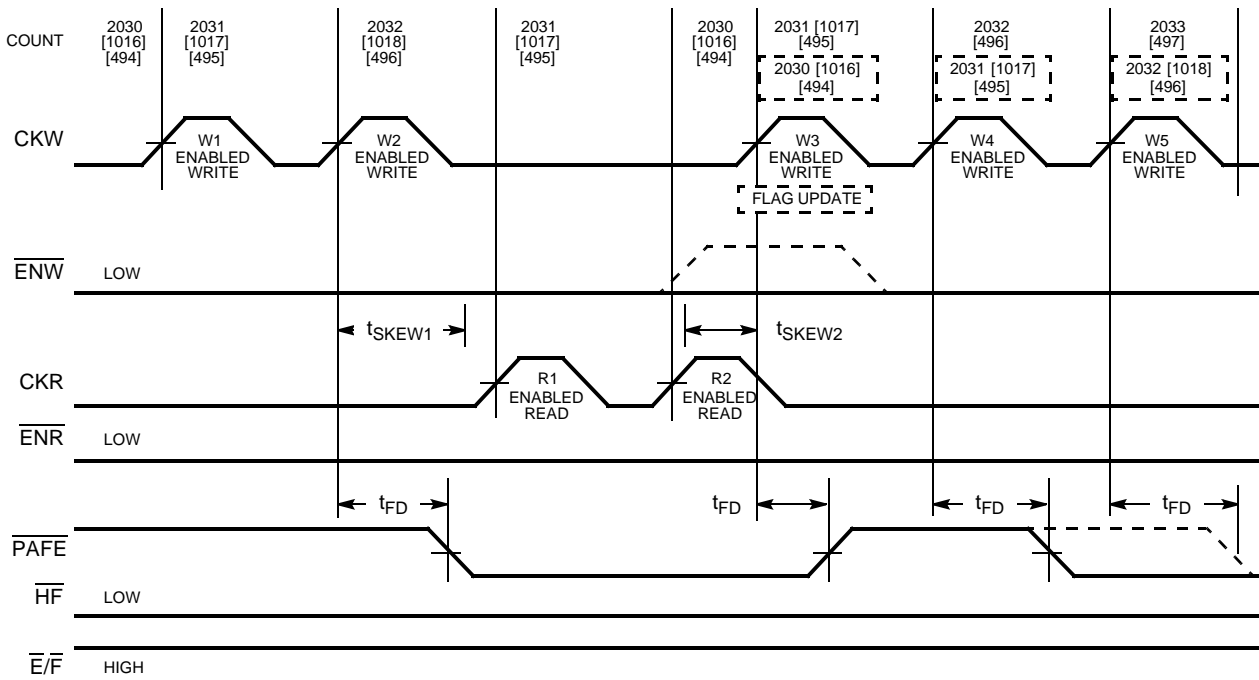 COUNT
2030
[1016]
[494]
2031
[1017]
[495]
2032
[1018]
[496]
2031
[1017]
[495]
2030
[1016]
[494]
2031 [1017]
[495]
2030 [1016]
[494]
2032
[496]
2031 [1017]
[495]
2033
[497]
2032 [1018]
[496]
CKW
W1
ENABLED
WRITE
W2
ENABLED
WRITE
W3
ENABLED
WRITE
W4
ENABLED
WRITE
W5
ENABLED
WRITE
FLAG UPDATE
ENW
LOW
tSKEW1
tSKEW2
CKR
R1
ENABLED
READ
R2
ENABLED
READ
ENR
LOW
tFD
tFD
tFD
tFD
PAFE
HF
LOW
E/F
HIGH